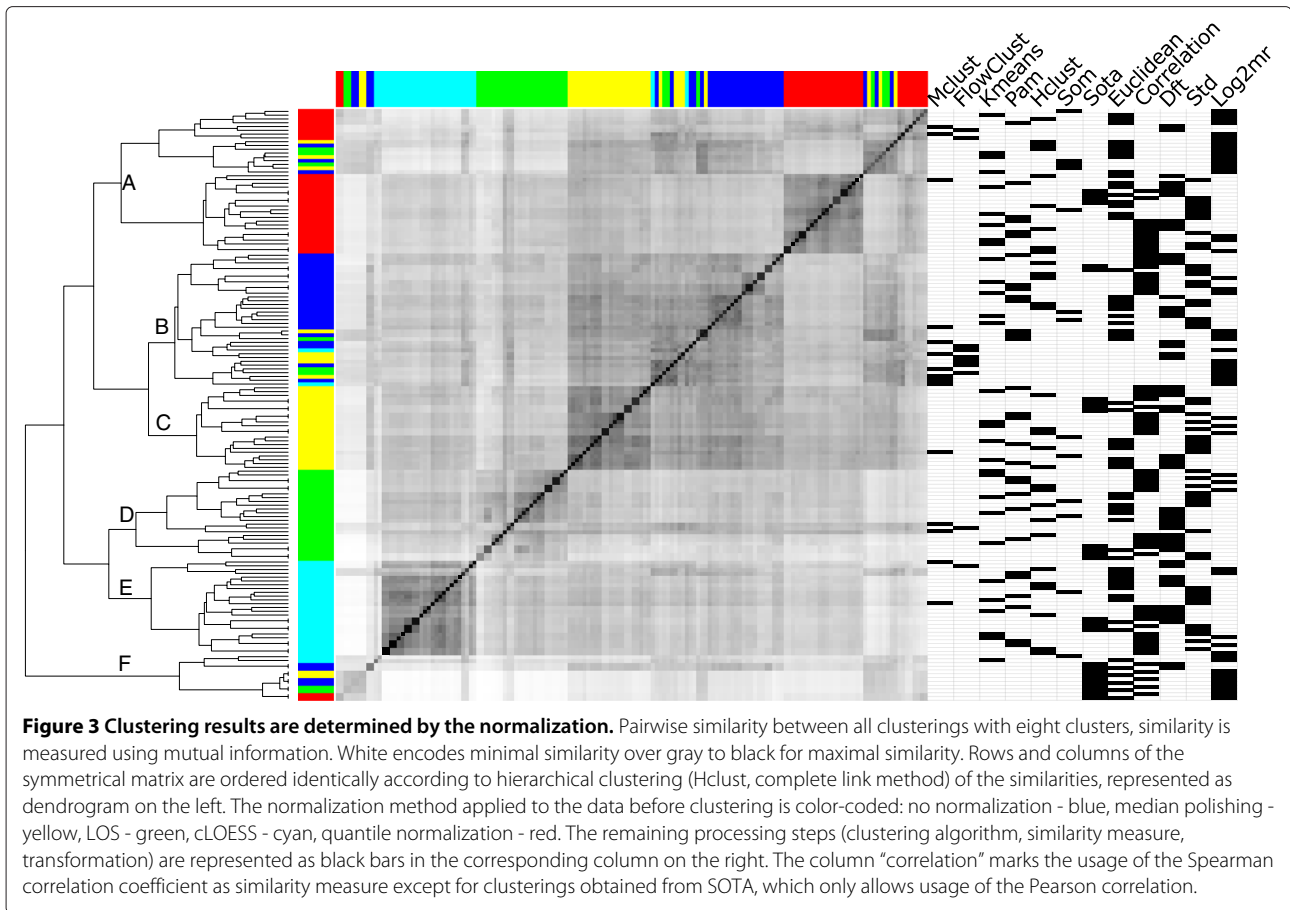 Mclust
FlowClust
Kmeans
Pam
Hclust
Som
Sota
Euclidean
Correlation
Dft
Std
Log2mr
A
B
C
D
E
F
Figure 3 Clustering results are determined by the normalization. Pairwise similarity between all clusterings with eight clusters, similarity is
measured using mutual information. White encodes minimal similarity over gray to black for maximal similarity. Rows and columns of the
symmetrical matrix are ordered identically according to hierarchical clustering (Hclust, complete link method) of the similarities, represented as
dendrogram on the left. The normalization method applied to the data before clustering is color-coded: no normalization - blue, median polishing -
yellow, LOS - green, cLOESS - cyan, quantile normalization - red. The remaining processing steps (clustering algorithm, similarity measure,
transformation) are represented as black bars in the corresponding column on the right. The column “correlation” marks the usage of the Spearman
correlation coefficient as similarity measure except for clusterings obtained from SOTA, which only allows usage of the Pearson correlation.